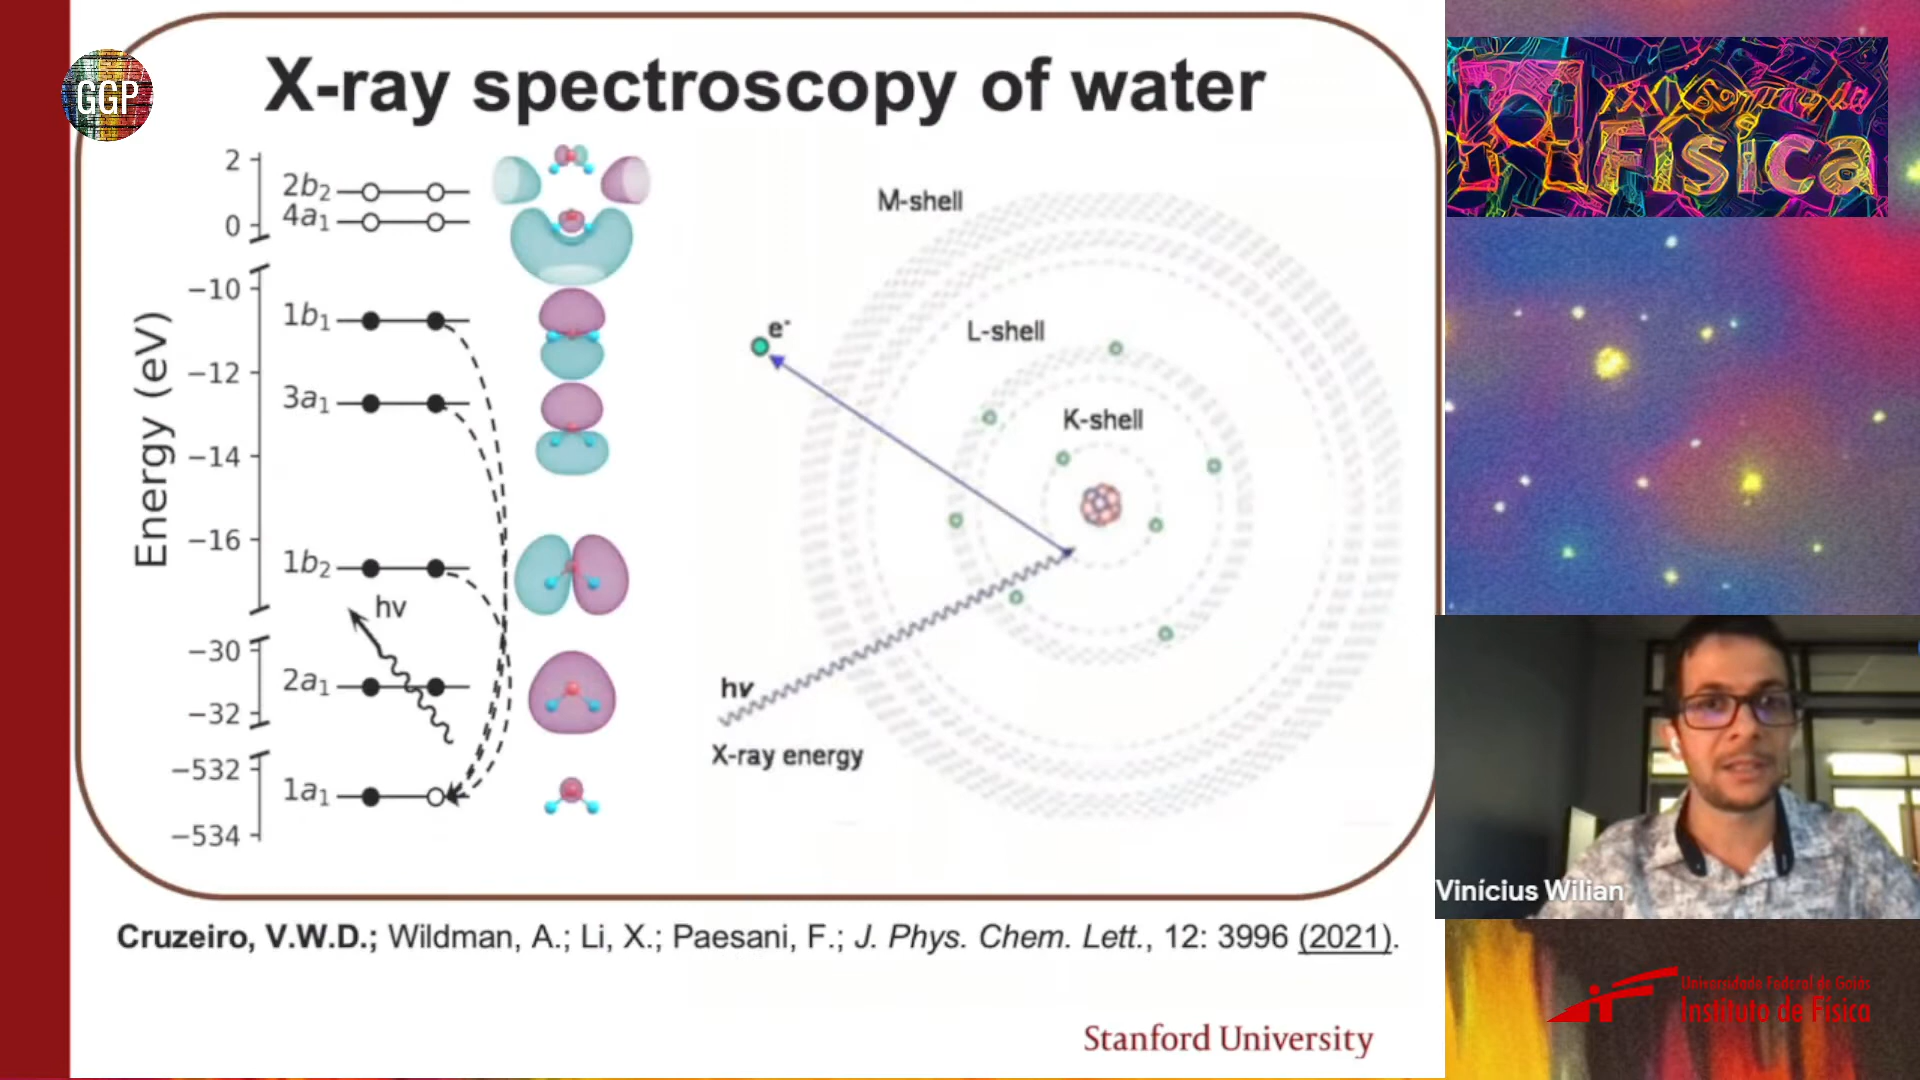 GGP
X-ray spectroscopy of water
2
0
−10
−12
−14
−16
−30
−32
−532
−534
Energy (eV)
2b₂
4a₁
1b₁
3a₁
1b₂
hν
2a₁
1a₁
M-shell
L-shell
K-shell
e⁻
hν
X-ray energy
Cruzeiro, V.W.D.; Wildman, A.; Li, X.; Paesani, F.; J. Phys. Chem. Lett., 12: 3996 (2021).
Stanford University
Física
Vinícius Wilian
Universidade Federal de Goiás
Instituto de Física